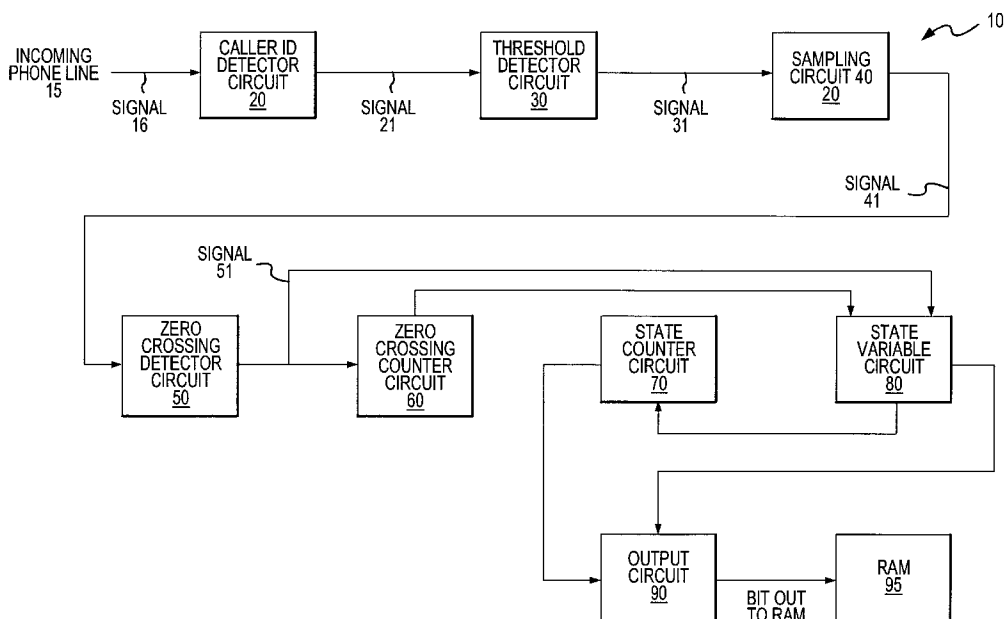 10
INCOMING
PHONE LINE
15
SIGNAL
16
CALLER ID
DETECTOR
CIRCUIT
20
SIGNAL
21
THRESHOLD
DETECTOR
CIRCUIT
30
SIGNAL
31
SAMPLING
CIRCUIT 40
20
SIGNAL
41
SIGNAL
51
ZERO
CROSSING
DETECTOR
CIRCUIT
50
ZERO
CROSSING
COUNTER
CIRCUIT
60
STATE
COUNTER
CIRCUIT
70
STATE
VARIABLE
CIRCUIT
80
OUTPUT
CIRCUIT
90
BIT OUT
TO RAM
RAM
95